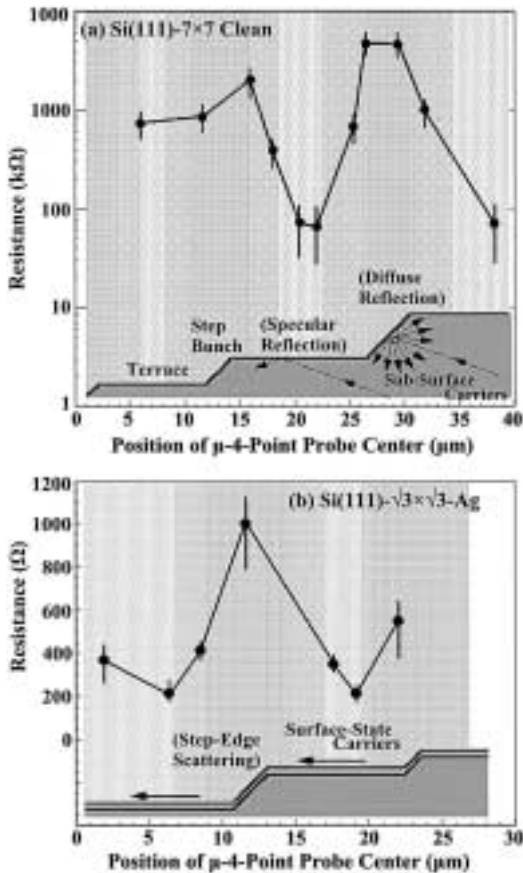 (a) Si(111)-7×7 Clean
Resistance (kΩ)
1000
100
10
1
(Diffuse
Reflection)
Step
Bunch
(Specular
Reflection)
Terrace
Sub-Surface
Carriers
0 5 10 15 20 25 30 35 40
Position of μ-4-Point Probe Center (μm)
(b) Si(111)-√3×√3-Ag
Resistance (Ω)
1200
1000
800
600
400
200
0
(Step-Edge
Scattering)
Surface-State
Carriers
0 5 10 15 20 25 30
Position of μ-4-Point Probe Center (μm)